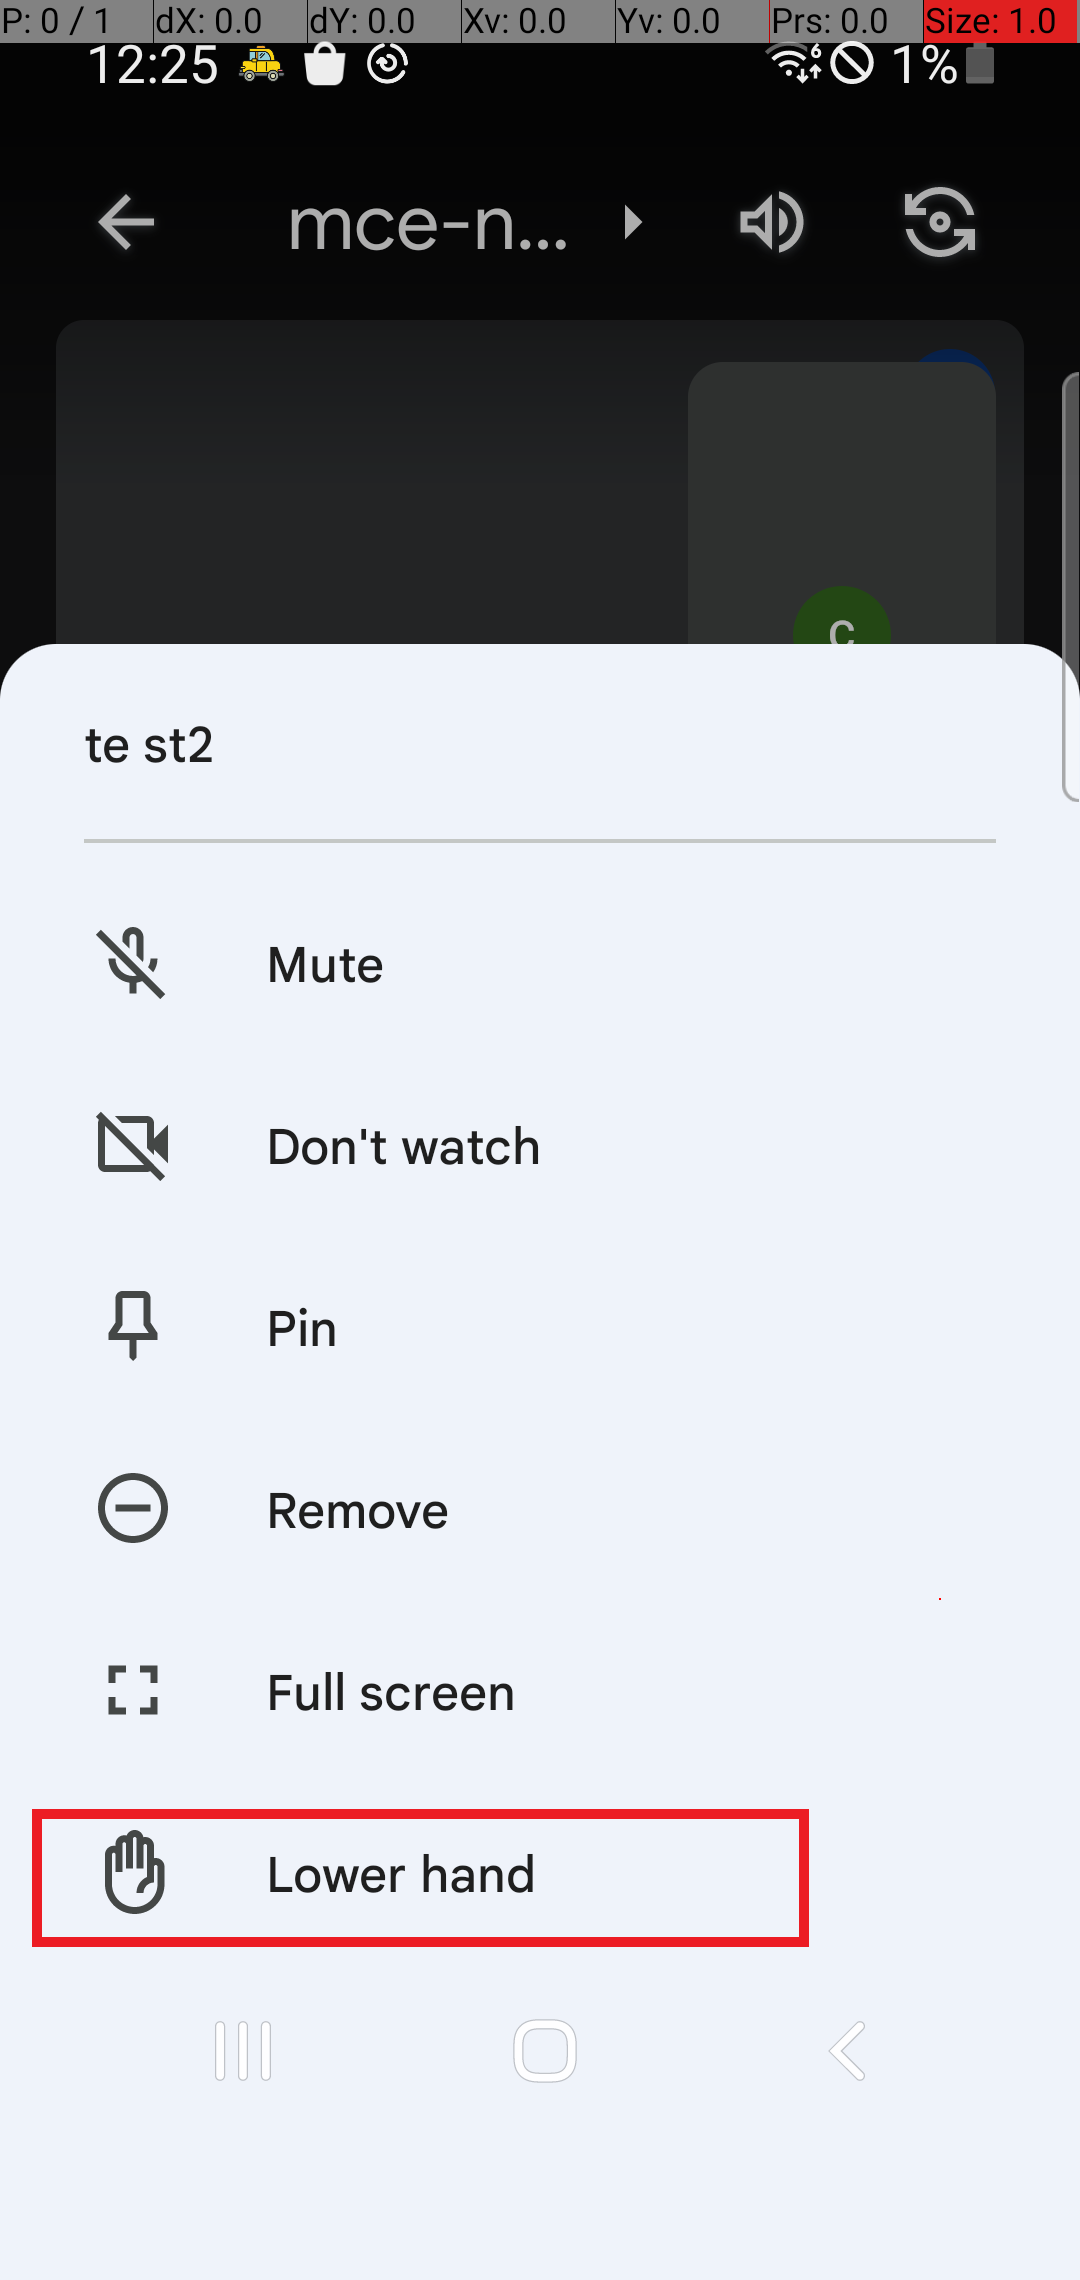 P: 0 / 1 dX: 0.0 dY: 0.0 Xv: 0.0 Yv: 0.0 Prs: 0.0 Size: 1.0
12:25 6 1%
mce-n...
C
te st2
Mute
Don't watch
Pin
Remove
Full screen
Lower hand